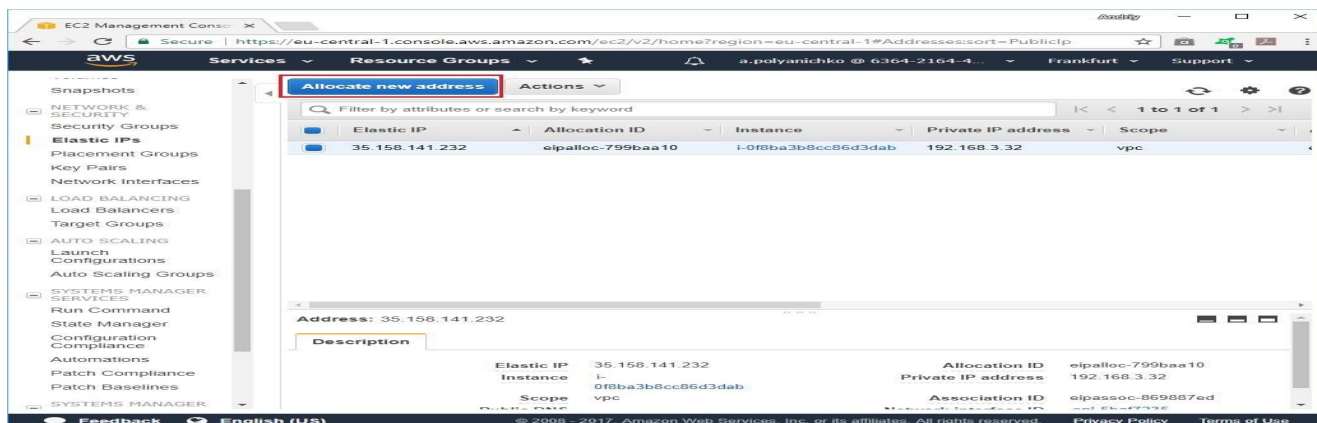 EC2 Management Conso
Andriy
Secure | https://eu-central-1.console.aws.amazon.com/ec2/v2/home?region=eu-central-1#Addresses:sort=PublicIp
aws Services Resource Groups a.polyanichko @ 6364-2164-4... Frankfurt Support
Snapshots
NETWORK &
SECURITY
Security Groups
Elastic IPs
Placement Groups
Key Pairs
Network Interfaces
LOAD BALANCING
Load Balancers
Target Groups
AUTO SCALING
Launch
Configurations
Auto Scaling Groups
SYSTEMS MANAGER
SERVICES
Run Command
State Manager
Configuration
Compliance
Automations
Patch Compliance
Patch Baselines
SYSTEMS MANAGER
Allocate new address Actions
Filter by attributes or search by keyword 1 to 1 of 1
Elastic IP Allocation ID Instance Private IP address Scope
35.158.141.232 eipalloc-799baa10 i-0f8ba3b8cc86d3dab 192.168.3.32 vpc
Address: 35.158.141.232
Description
Elastic IP 35.158.141.232 Allocation ID eipalloc-799baa10
Instance i- Private IP address 192.168.3.32
0f8ba3b8cc86d3dab
Scope vpc Association ID eipassoc-869887ed
Feedback English (US) © 2008 - 2017, Amazon Web Services, Inc. or its affiliates. All rights reserved. Privacy Policy Terms of Use